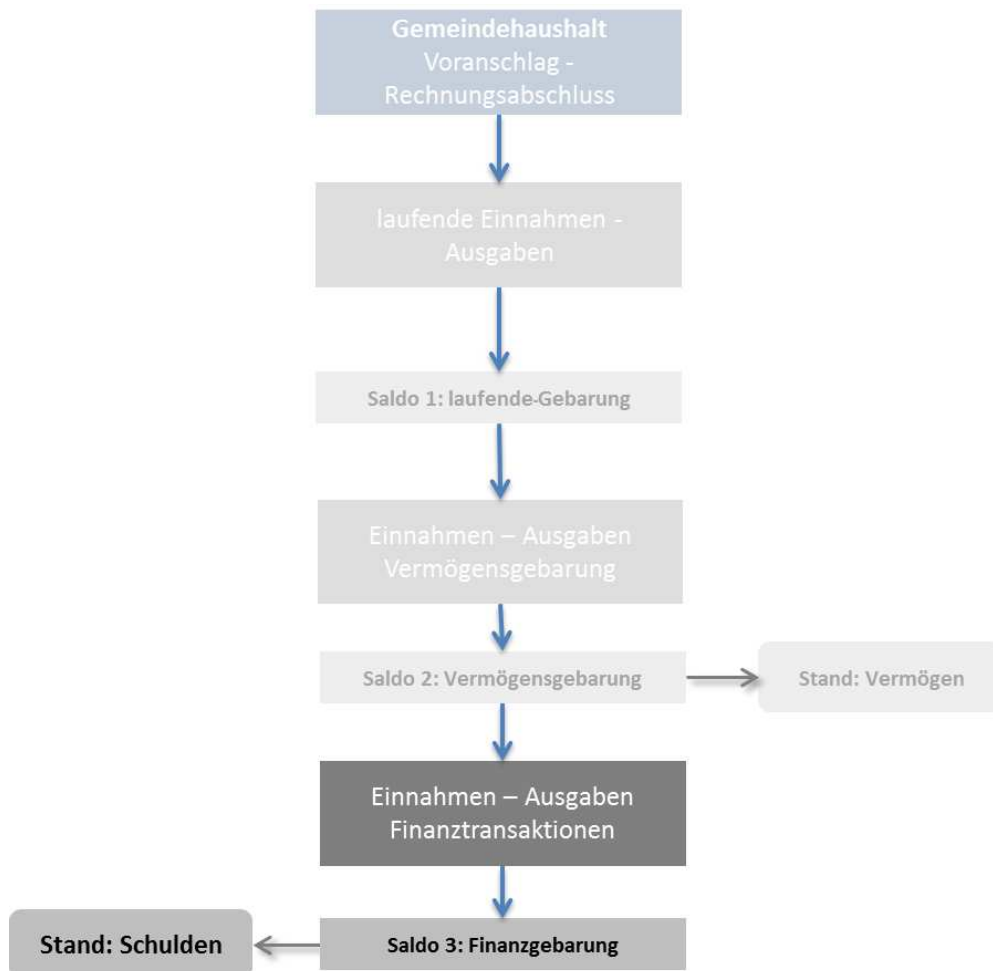 Gemeindehaushalt
Voranschlag -
Rechnungsabschluss
laufende Einnahmen -
Ausgaben
Saldo 1: laufende-Gebarung
Einnahmen – Ausgaben
Vermögensgebarung
Saldo 2: Vermögensgebarung
Stand: Vermögen
Einnahmen – Ausgaben
Finanztransaktionen
Stand: Schulden
Saldo 3: Finanzgebarung